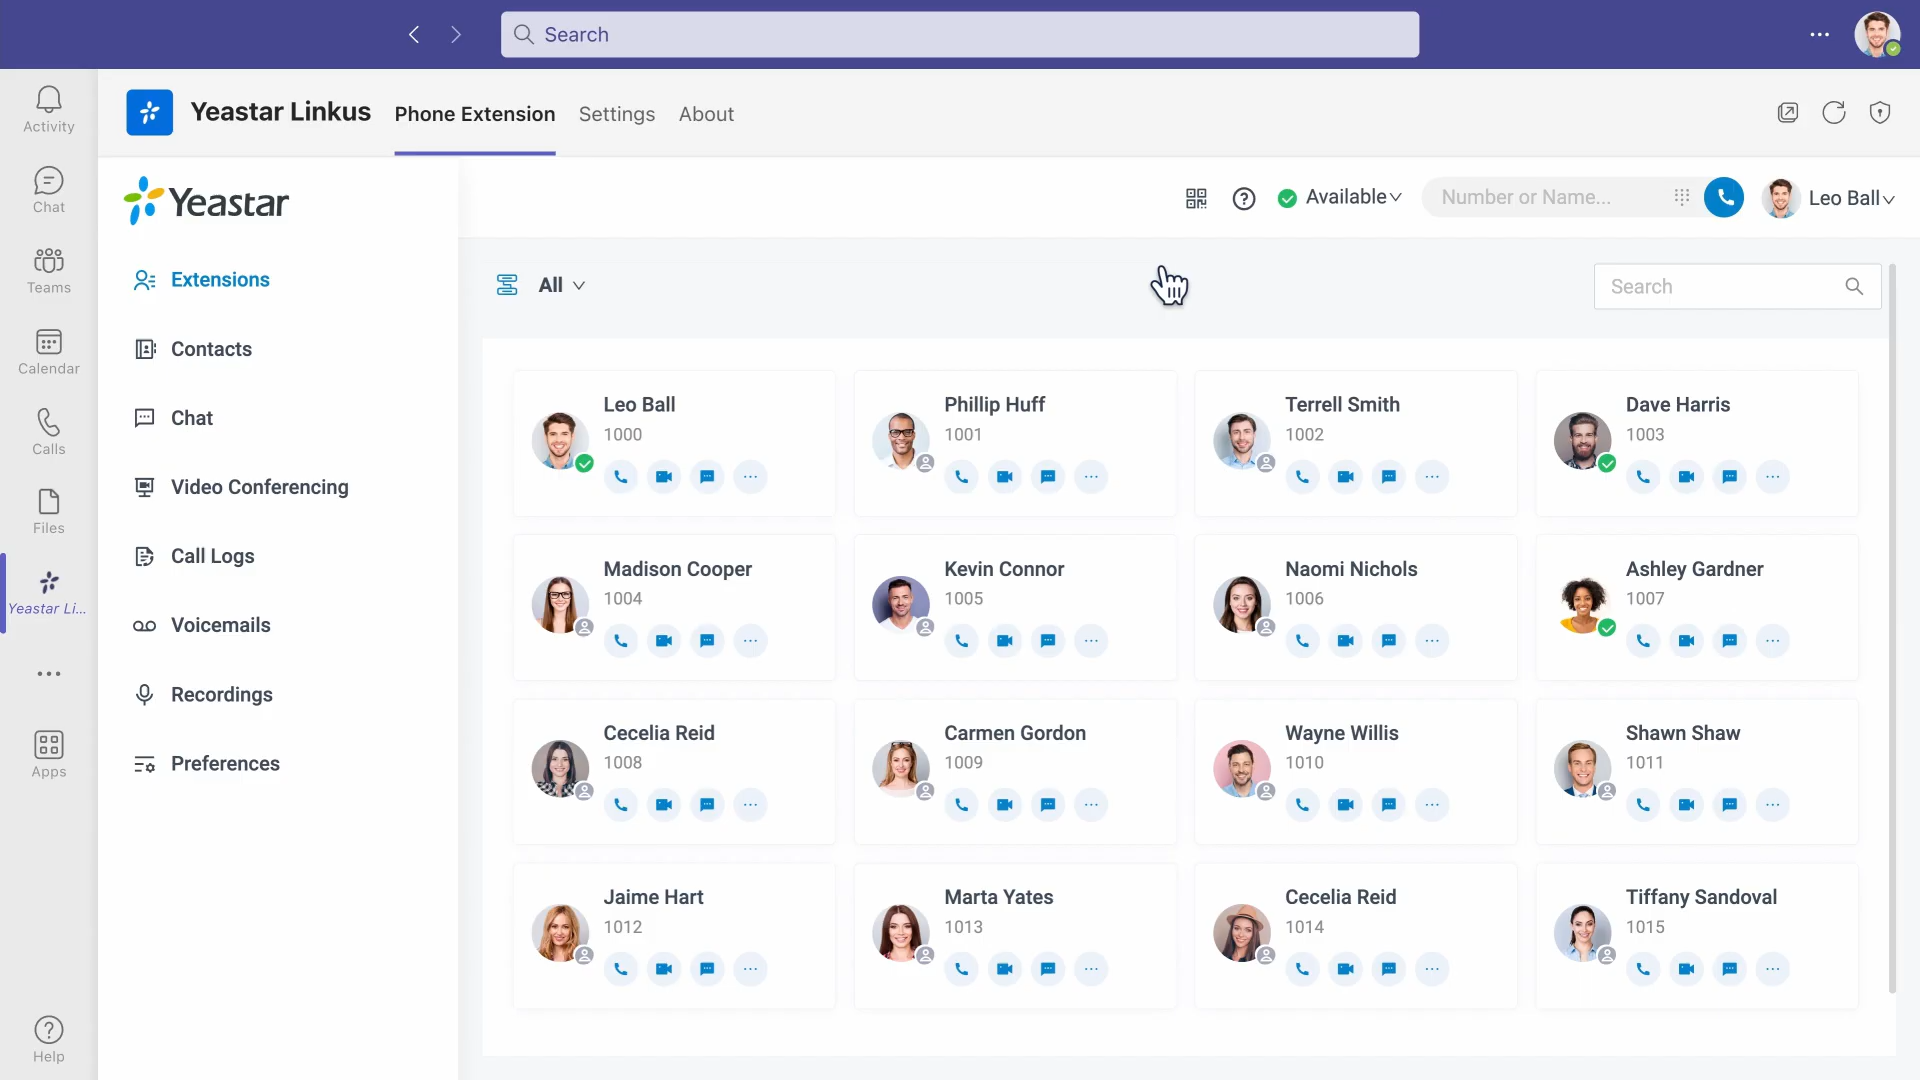 Search
Activity
Chat
Teams
Calendar
Calls
Files
Yeastar Li...
Apps
Help
Yeastar Linkus
Phone Extension
Settings
About
Yeastar
Extensions
Contacts
Chat
Video Conferencing
Call Logs
Voicemails
Recordings
Preferences
Available
Number or Name...
Leo Ball
All
Search
Leo Ball
1000
Phillip Huff
1001
Terrell Smith
1002
Dave Harris
1003
Madison Cooper
1004
Kevin Connor
1005
Naomi Nichols
1006
Ashley Gardner
1007
Cecelia Reid
1008
Carmen Gordon
1009
Wayne Willis
1010
Shawn Shaw
1011
Jaime Hart
1012
Marta Yates
1013
Cecelia Reid
1014
Tiffany Sandoval
1015